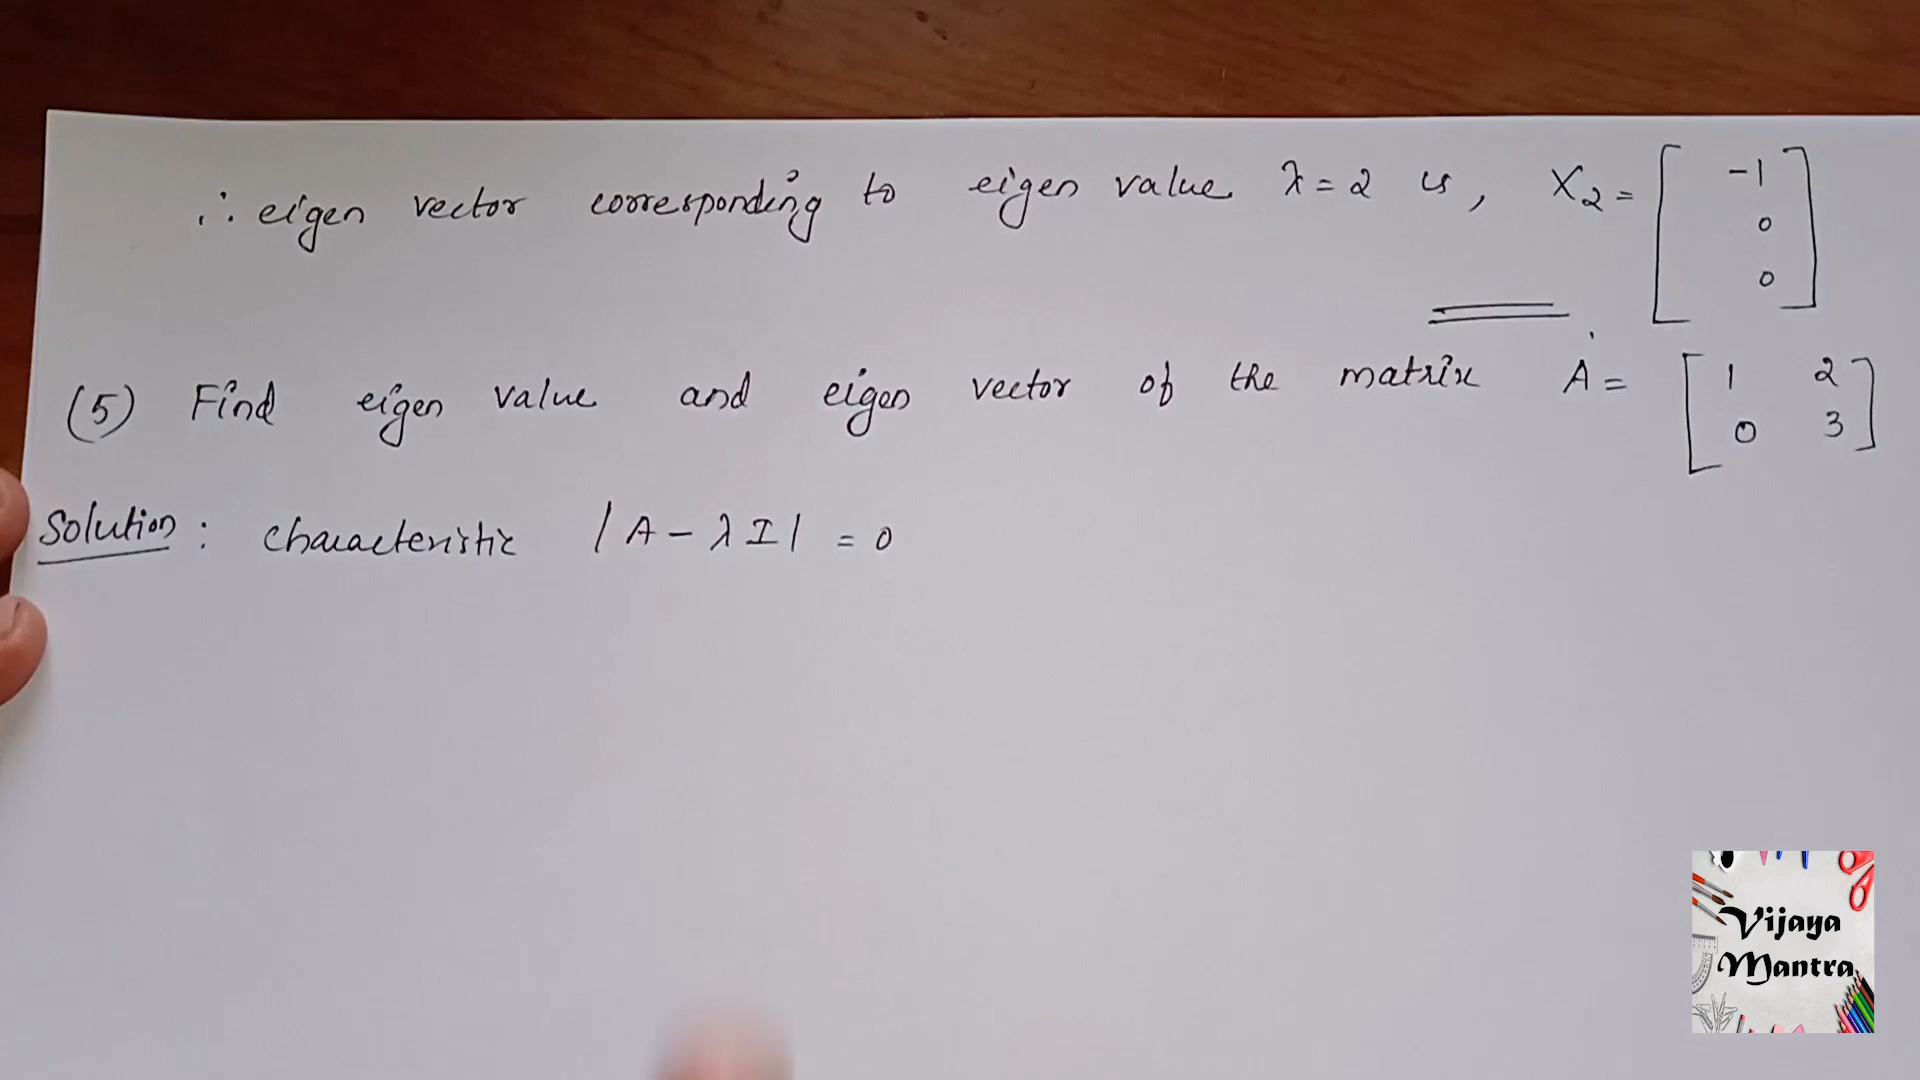 ∴ eigen vector corresponding to eigen value λ=2 is, X₂ = [ -1 0 0 ]
(5) Find eigen value and eigen vector of the matrix A = [ 1 2 0 3 ]
Solution : characteristic |A - λI| = 0
Vijaya
Mantra